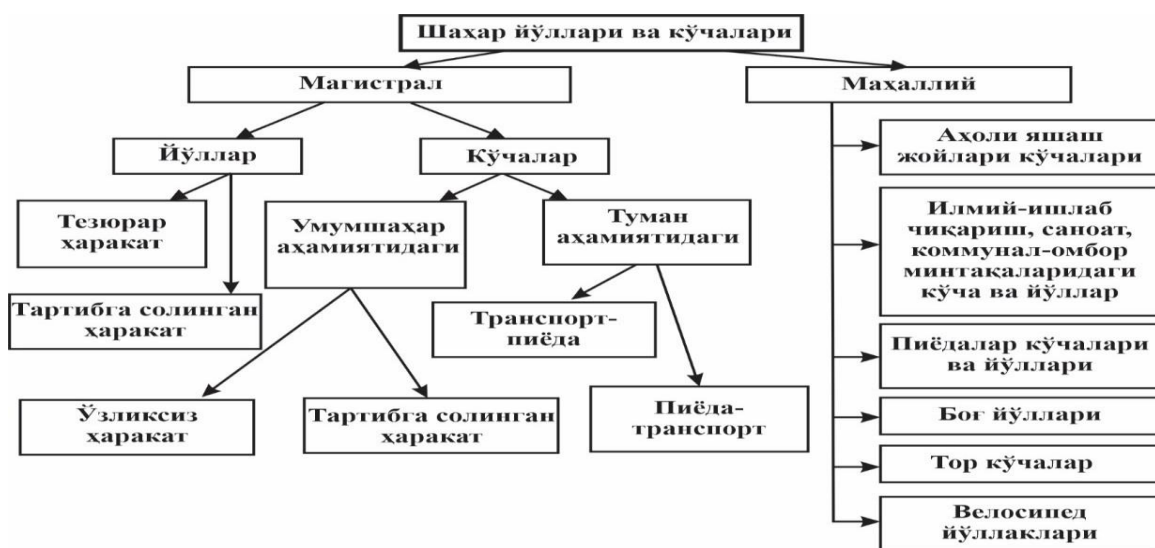 Шаҳар йўллари ва кўчалари
Магистрал
Маҳаллий
Йўллар
Кўчалар
Тезюрар
ҳаракат
Тартибга солинган
ҳаракат
Умумшаҳар
аҳамиятидаги
Туман
аҳамиятидаги
Транспорт-
пиёда
Ўзликсиз
ҳаракат
Тартибга солинган
ҳаракат
Пиёда-
транспорт
Аҳоли яшаш
жойлари кўчалари
Илмий-ишлаб
чиқариш, саноат,
коммунал-омбор
минтақаларидаги
кўча ва йўллар
Пиёдалар кўчалари
ва йўллари
Боғ йўллари
Тор кўчалар
Велосипед
йўллаклари